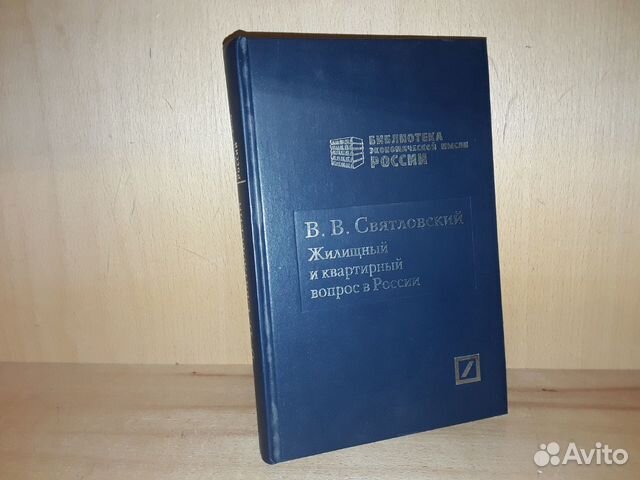 БИБЛИОТЕКА
ЭКОНОМИЧЕСКОЙ МЫСЛИ
РОССИИ
В. В. Святловский
Жилищный
и квартирный
вопрос в России
Avito